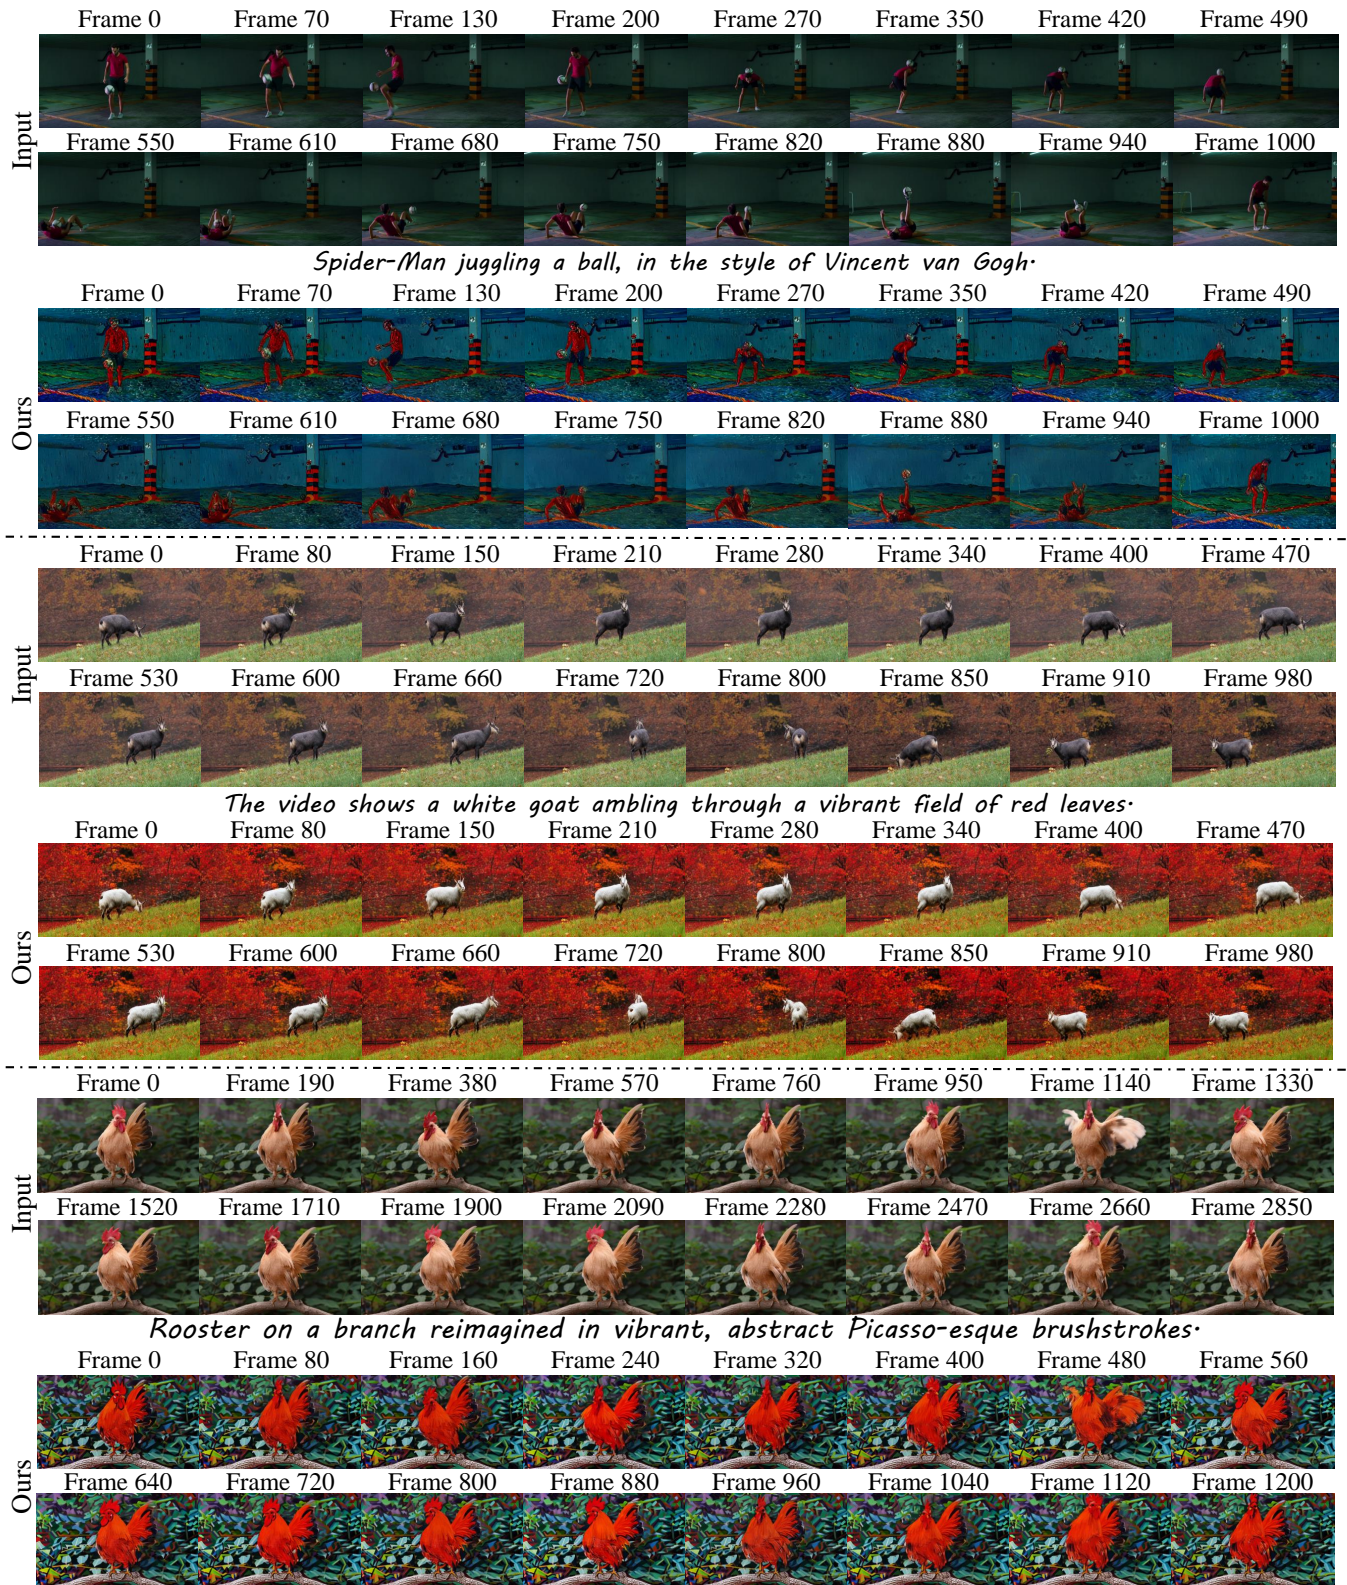 Frame 0 Frame 70 Frame 130 Frame 200 Frame 270 Frame 350 Frame 420 Frame 490
Input
Frame 550 Frame 610 Frame 680 Frame 750 Frame 820 Frame 880 Frame 940 Frame 1000
Spider-Man juggling a ball, in the style of Vincent van Gogh.
Frame 0 Frame 70 Frame 130 Frame 200 Frame 270 Frame 350 Frame 420 Frame 490
Ours
Frame 550 Frame 610 Frame 680 Frame 750 Frame 820 Frame 880 Frame 940 Frame 1000
Frame 0 Frame 80 Frame 150 Frame 210 Frame 280 Frame 340 Frame 400 Frame 470
Input
Frame 530 Frame 600 Frame 660 Frame 720 Frame 800 Frame 850 Frame 910 Frame 980
The video shows a white goat ambling through a vibrant field of red leaves.
Frame 0 Frame 80 Frame 150 Frame 210 Frame 280 Frame 340 Frame 400 Frame 470
Ours
Frame 530 Frame 600 Frame 660 Frame 720 Frame 800 Frame 850 Frame 910 Frame 980
Frame 0 Frame 190 Frame 380 Frame 570 Frame 760 Frame 950 Frame 1140 Frame 1330
Input
Frame 1520 Frame 1710 Frame 1900 Frame 2090 Frame 2280 Frame 2470 Frame 2660 Frame 2850
Rooster on a branch reimagined in vibrant, abstract Picasso-esque brushstrokes.
Frame 0 Frame 80 Frame 160 Frame 240 Frame 320 Frame 400 Frame 480 Frame 560
Ours
Frame 640 Frame 720 Frame 800 Frame 880 Frame 960 Frame 1040 Frame 1120 Frame 1200